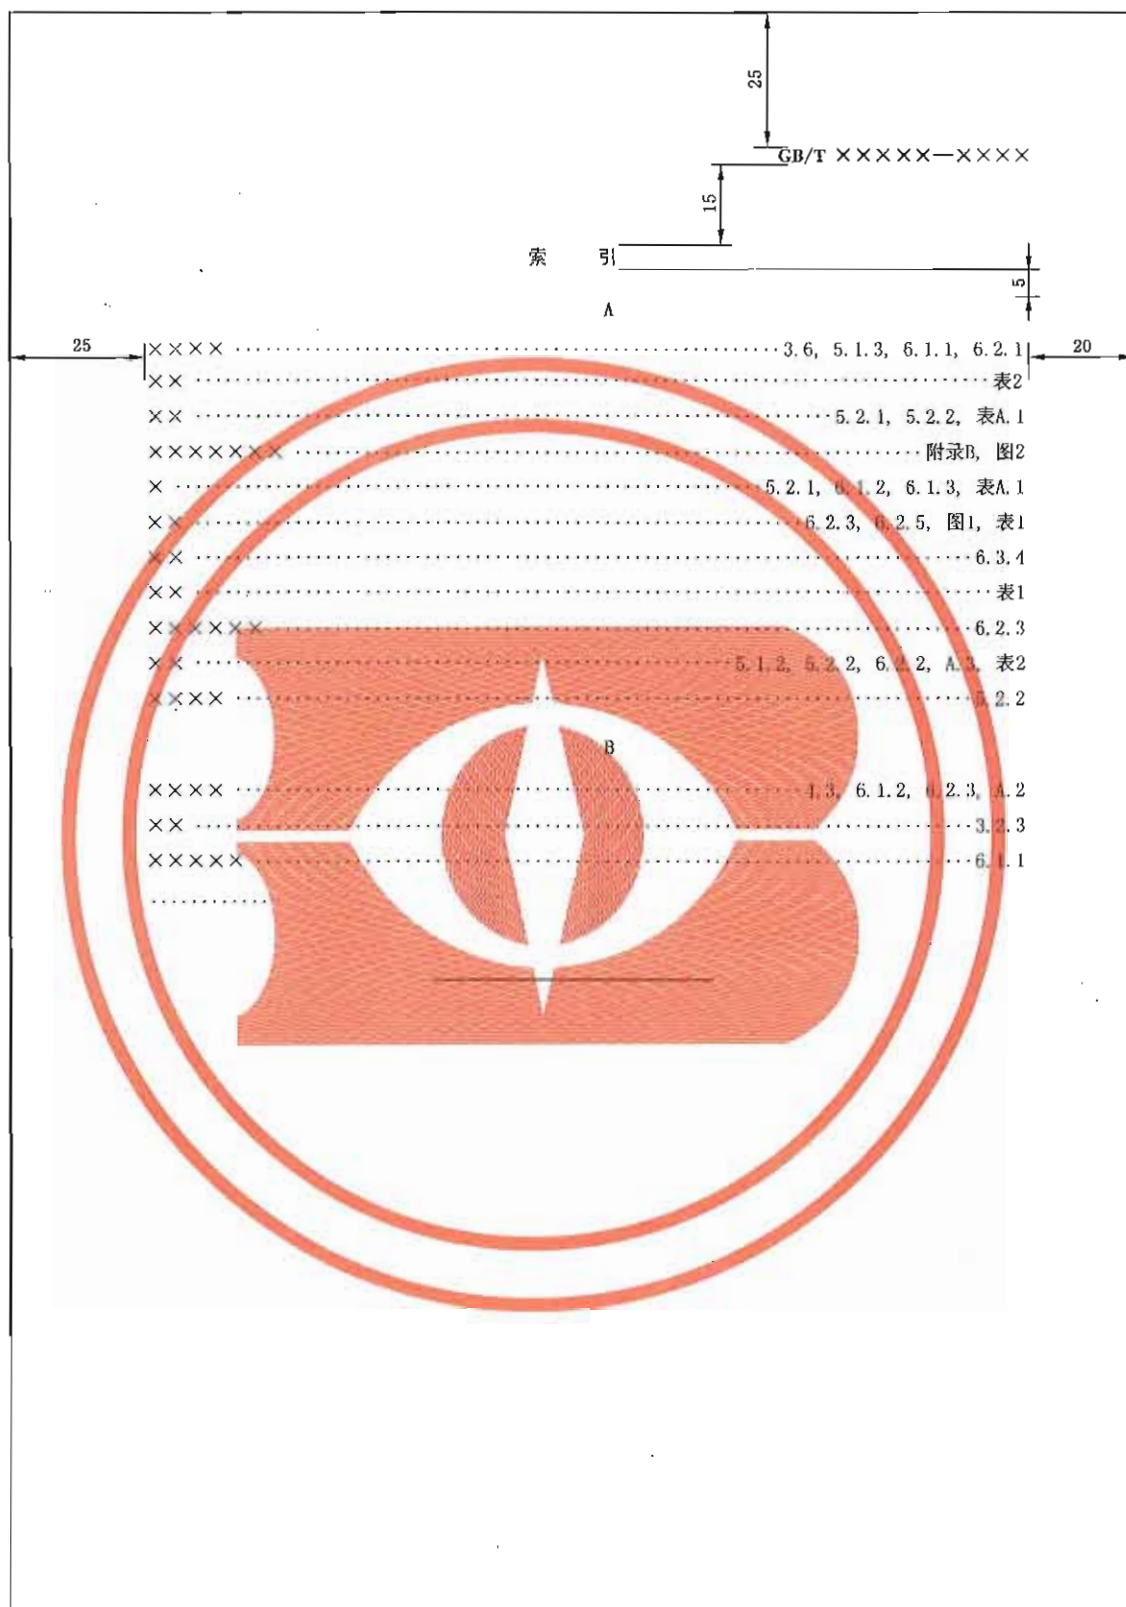 25
GB/T ×××××—××××
15
索 引
5
A
25
20
×××× 3.6, 5.1.3, 6.1.1, 6.2.1
×× 表2
×× 5.2.1, 5.2.2, 表A.1
××××××× 附录B, 图2
× 5.2.1, 6.1.2, 6.1.3, 表A.1
×× 6.2.3, 6.2.5, 图1, 表1
×× 6.3.4
×× 表1
×××××× 6.2.3
×× 5.1.2, 5.2.2, 6.2.2, A.3, 表2
×××× 5.2.2
B
×××× 4.3, 6.1.2, 6.2.3, A.2
×× 3.2.3
××××× 6.1.1
............